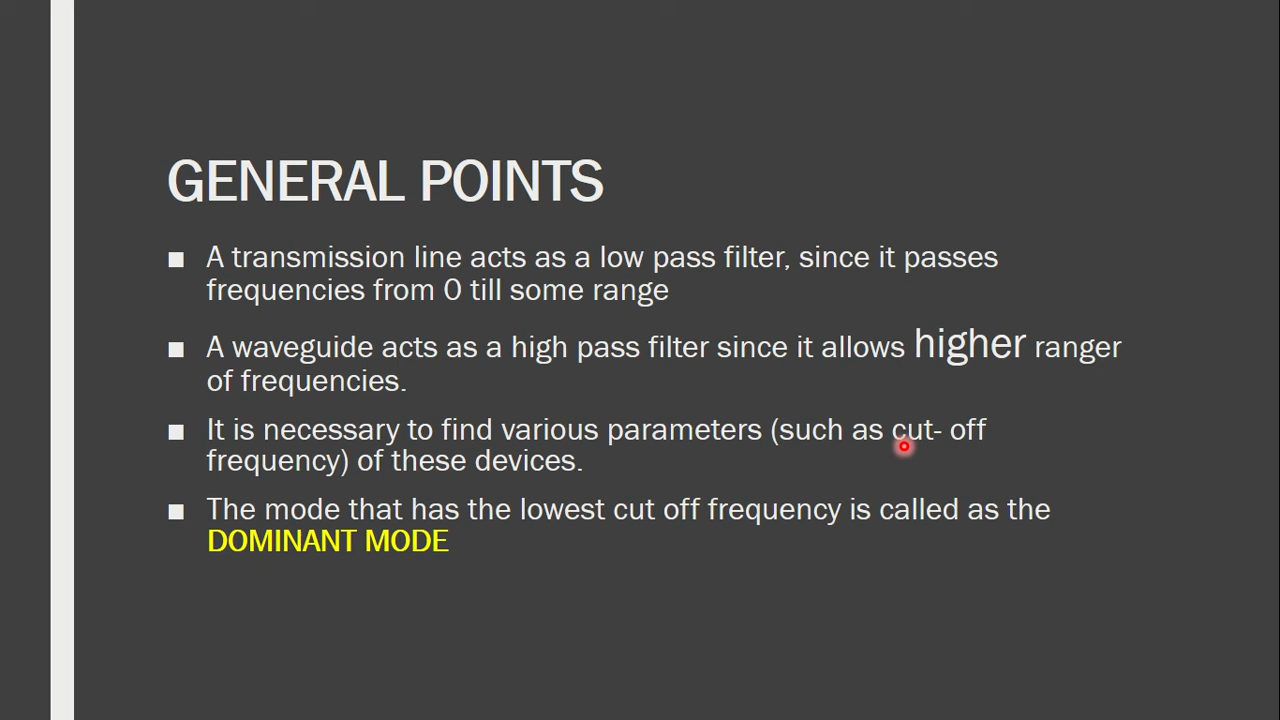 GENERAL POINTS
■ A transmission line acts as a low pass filter, since it passes
frequencies from 0 till some range
■ A waveguide acts as a high pass filter since it allows higher ranger
of frequencies.
■ It is necessary to find various parameters (such as cut- off
frequency) of these devices.
■ The mode that has the lowest cut off frequency is called as the
DOMINANT MODE